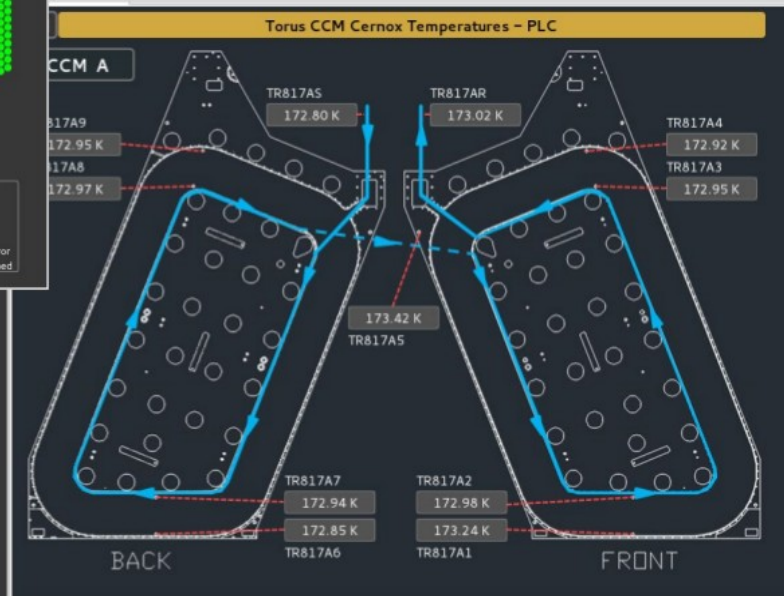 Torus CCM Cernox Temperatures - PLC
CCM A
TR817AS
172.80 K
TR817AR
173.02 K
817A9
172.95 K
817A8
172.97 K
TR817A4
172.92 K
TR817A3
172.95 K
173.42 K
TR817A5
TR817A7
172.94 K
172.85 K
TR817A6
TR817A2
172.98 K
173.24 K
TR817A1
BACK
FRONT